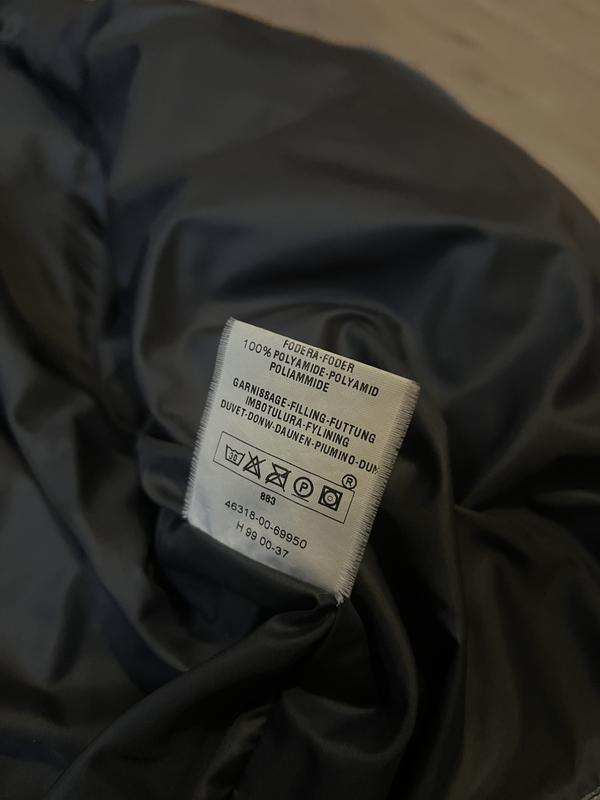 FODERA-FODER
100% POLYAMIDE-POLYAMID
POLIAMMIDE
GARNISSAGE-FILLING-FUTTUNG
IMBOTULURA-FYLINING
DUVET-DONW-DAUNEN-PIUMINO-DUN
30 P C ®
883
46318-00-69950
H 99 00-37